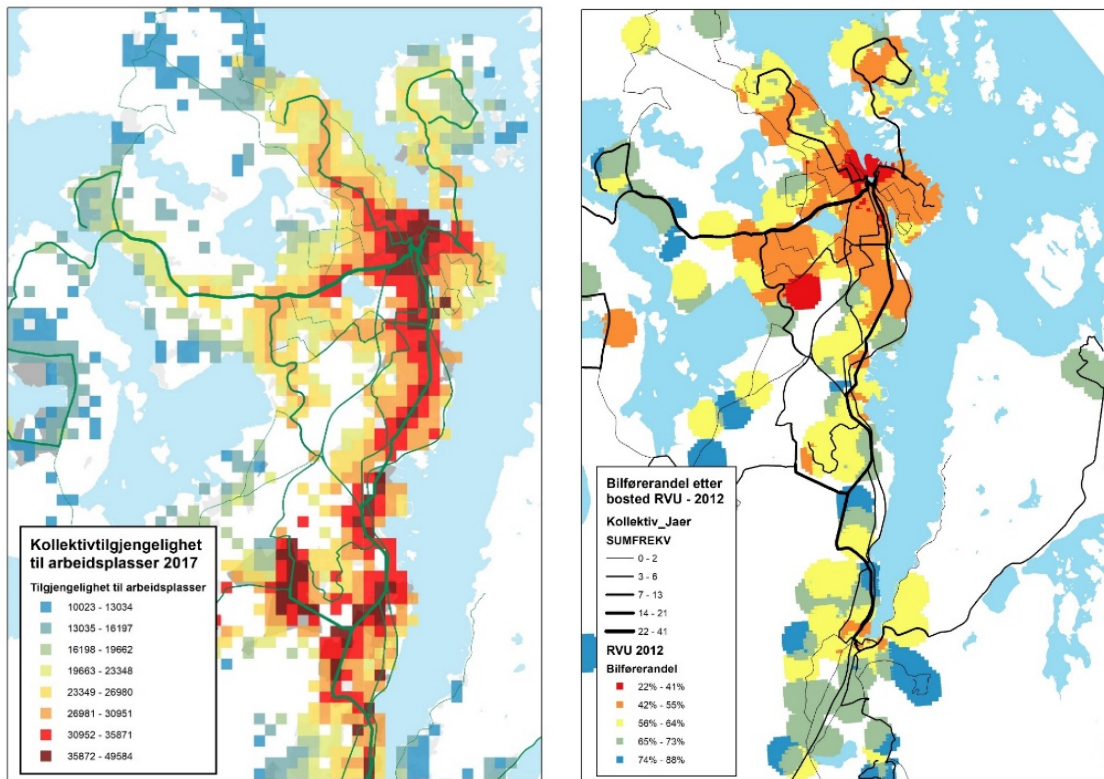 Kollektivtilgjengelighet
til arbeidsplasser 2017
Tilgjengelighet til arbeidsplasser
10023 - 13034
13035 - 16197
16198 - 19662
19663 - 23348
23349 - 26980
26981 - 30951
30952 - 35871
35872 - 49584
Bilførerandel etter
bosted RVU - 2012
Kollektiv_Jaer
SUMFREKV
0 - 2
3 - 6
7 - 13
14 - 21
22 - 41
RVU 2012
Bilførerandel
22% - 41%
42% - 55%
56% - 64%
65% - 73%
74% - 88%